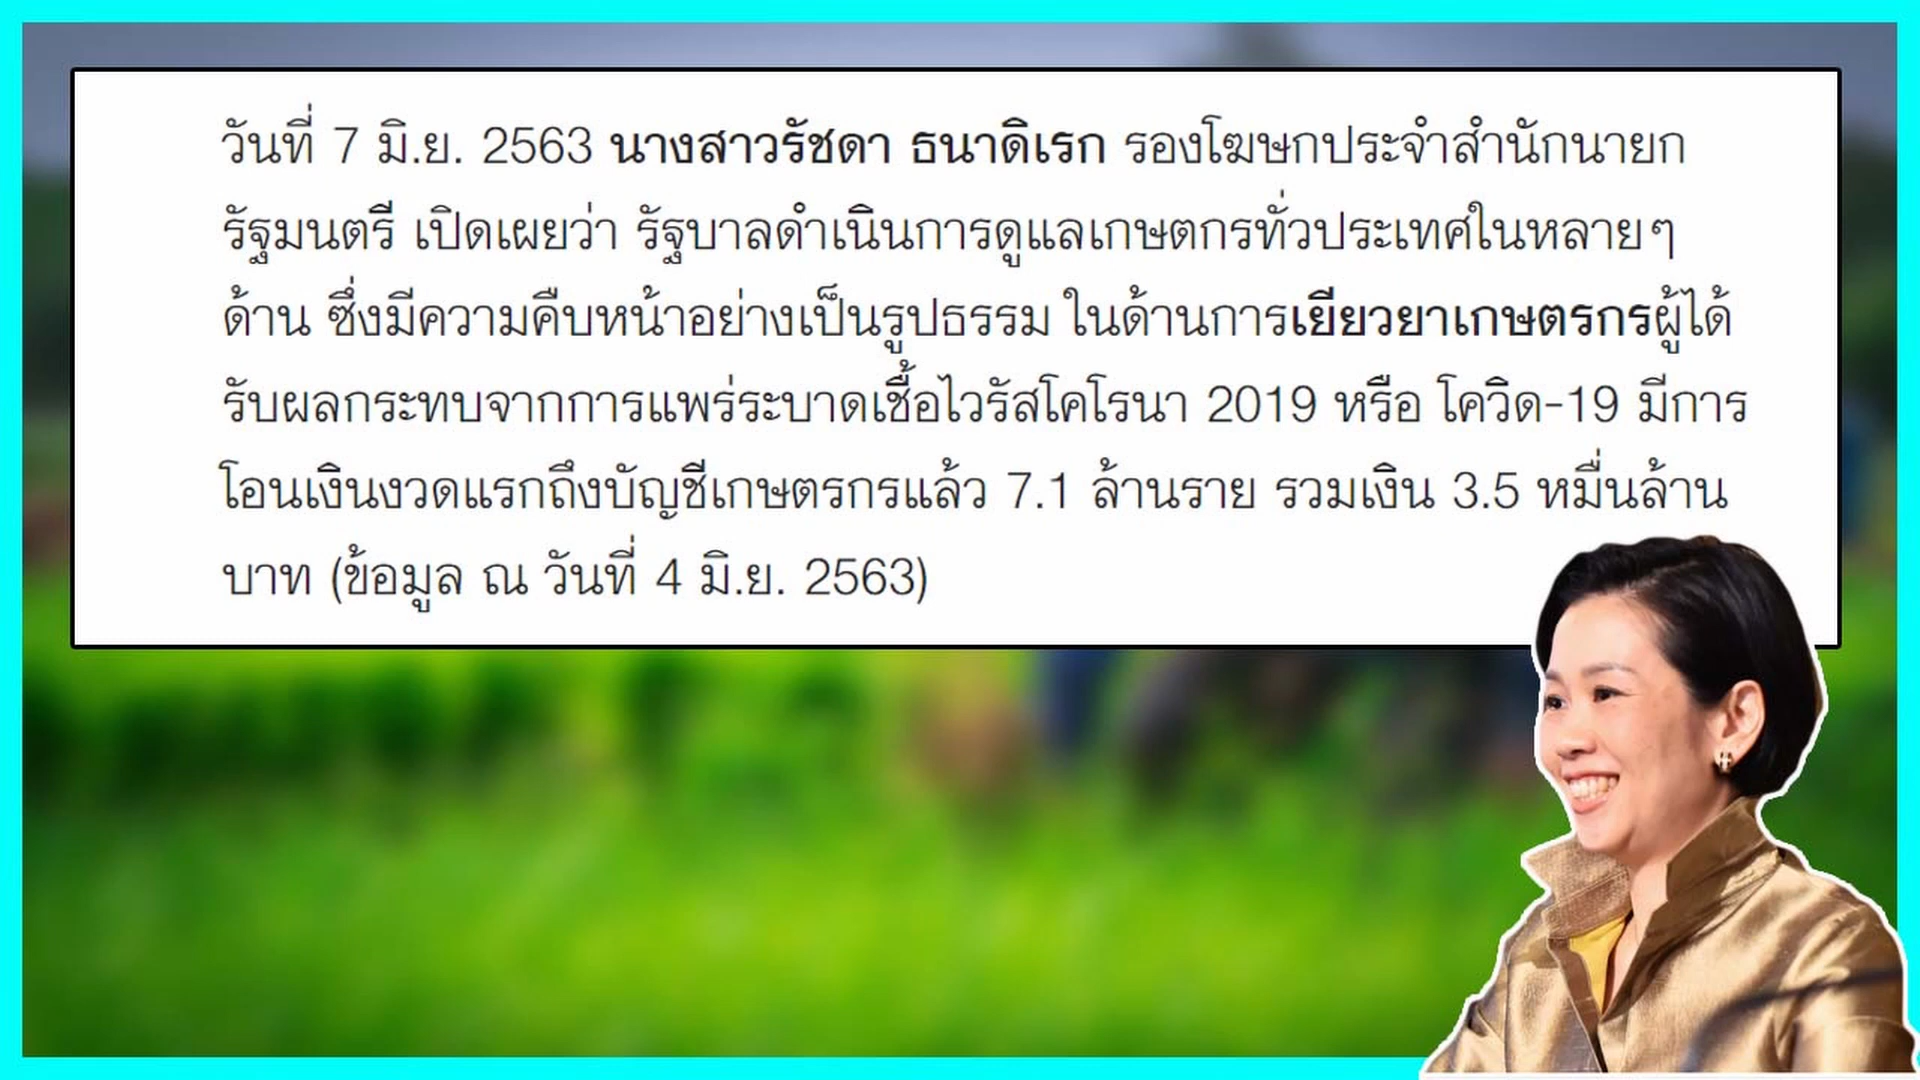 วันที่ 7 มิ.ย. 2563 นางสาวรัชดา ธนาดิเรก รองโฆษกประจำสำนักนายก
รัฐมนตรี เปิดเผยว่า รัฐบาลดำเนินการดูแลเกษตกรทั่วประเทศในหลายๆ
ด้าน ซึ่งมีความคืบหน้าอย่างเป็นรูปธรรม ในด้านการเยียวยาเกษตรกรผู้ได้
รับผลกระทบจากการแพร่ระบาดเชื้อไวรัสโคโรนา 2019 หรือ โควิด-19 มีการ
โอนเงินงวดแรกถึงบัญชีเกษตรกรแล้ว 7.1 ล้านราย รวมเงิน 3.5 หมื่นล้าน
บาท (ข้อมูล ณ วันที่ 4 มิ.ย. 2563)